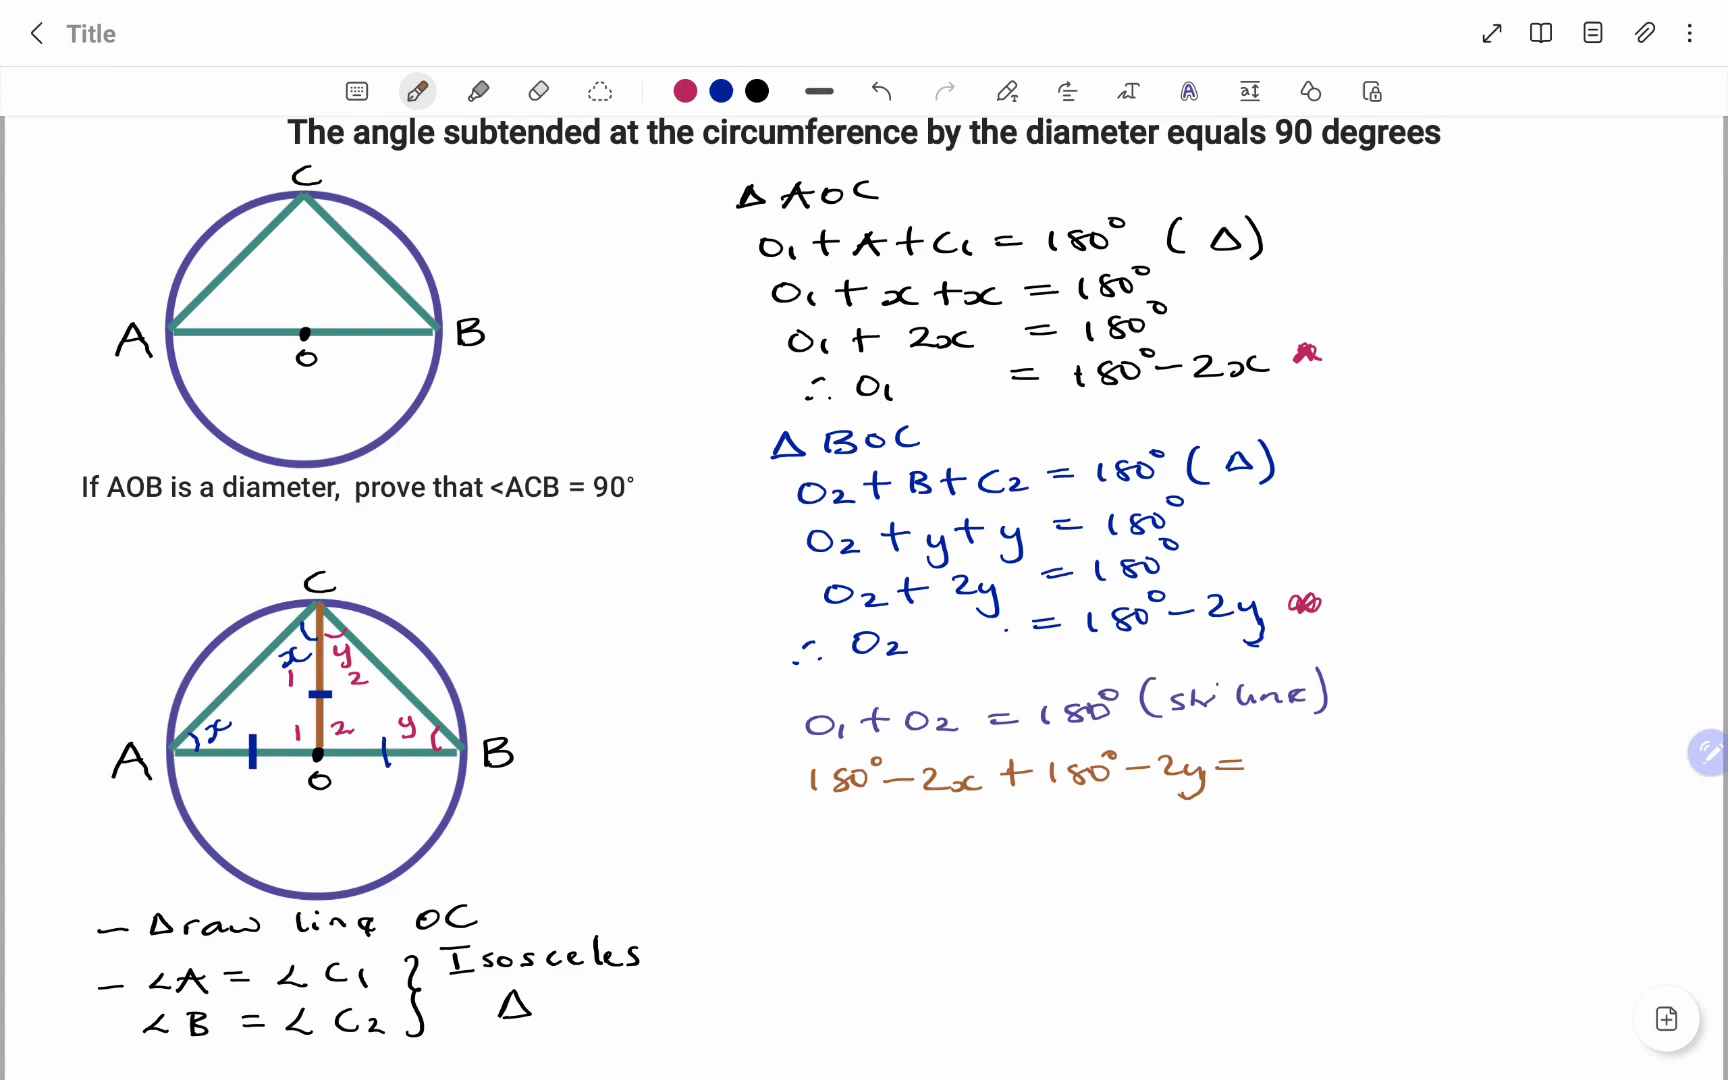 Title
The angle subtended at the circumference by the diameter equals 90 degrees
C
A
B
O
If AOB is a diameter, prove that <ACB = 90°
C
x y
1 2
x 1 2 y
A
B
O
- Draw line OC
- ∠A = ∠C₁ } Isosceles
∠B = ∠C₂ } Δ
Δ AOC
O₁ + A + C₁ = 180° (Δ)
O₁ + x + x = 180°
O₁ + 2x = 180°
∴ O₁ = 180° - 2x
Δ BOC
O₂ + B + C₂ = 180° (Δ)
O₂ + y + y = 180°
O₂ + 2y = 180°
∴ O₂ = 180° - 2y
O₁ + O₂ = 180° (str line)
180° - 2x + 180° - 2y =